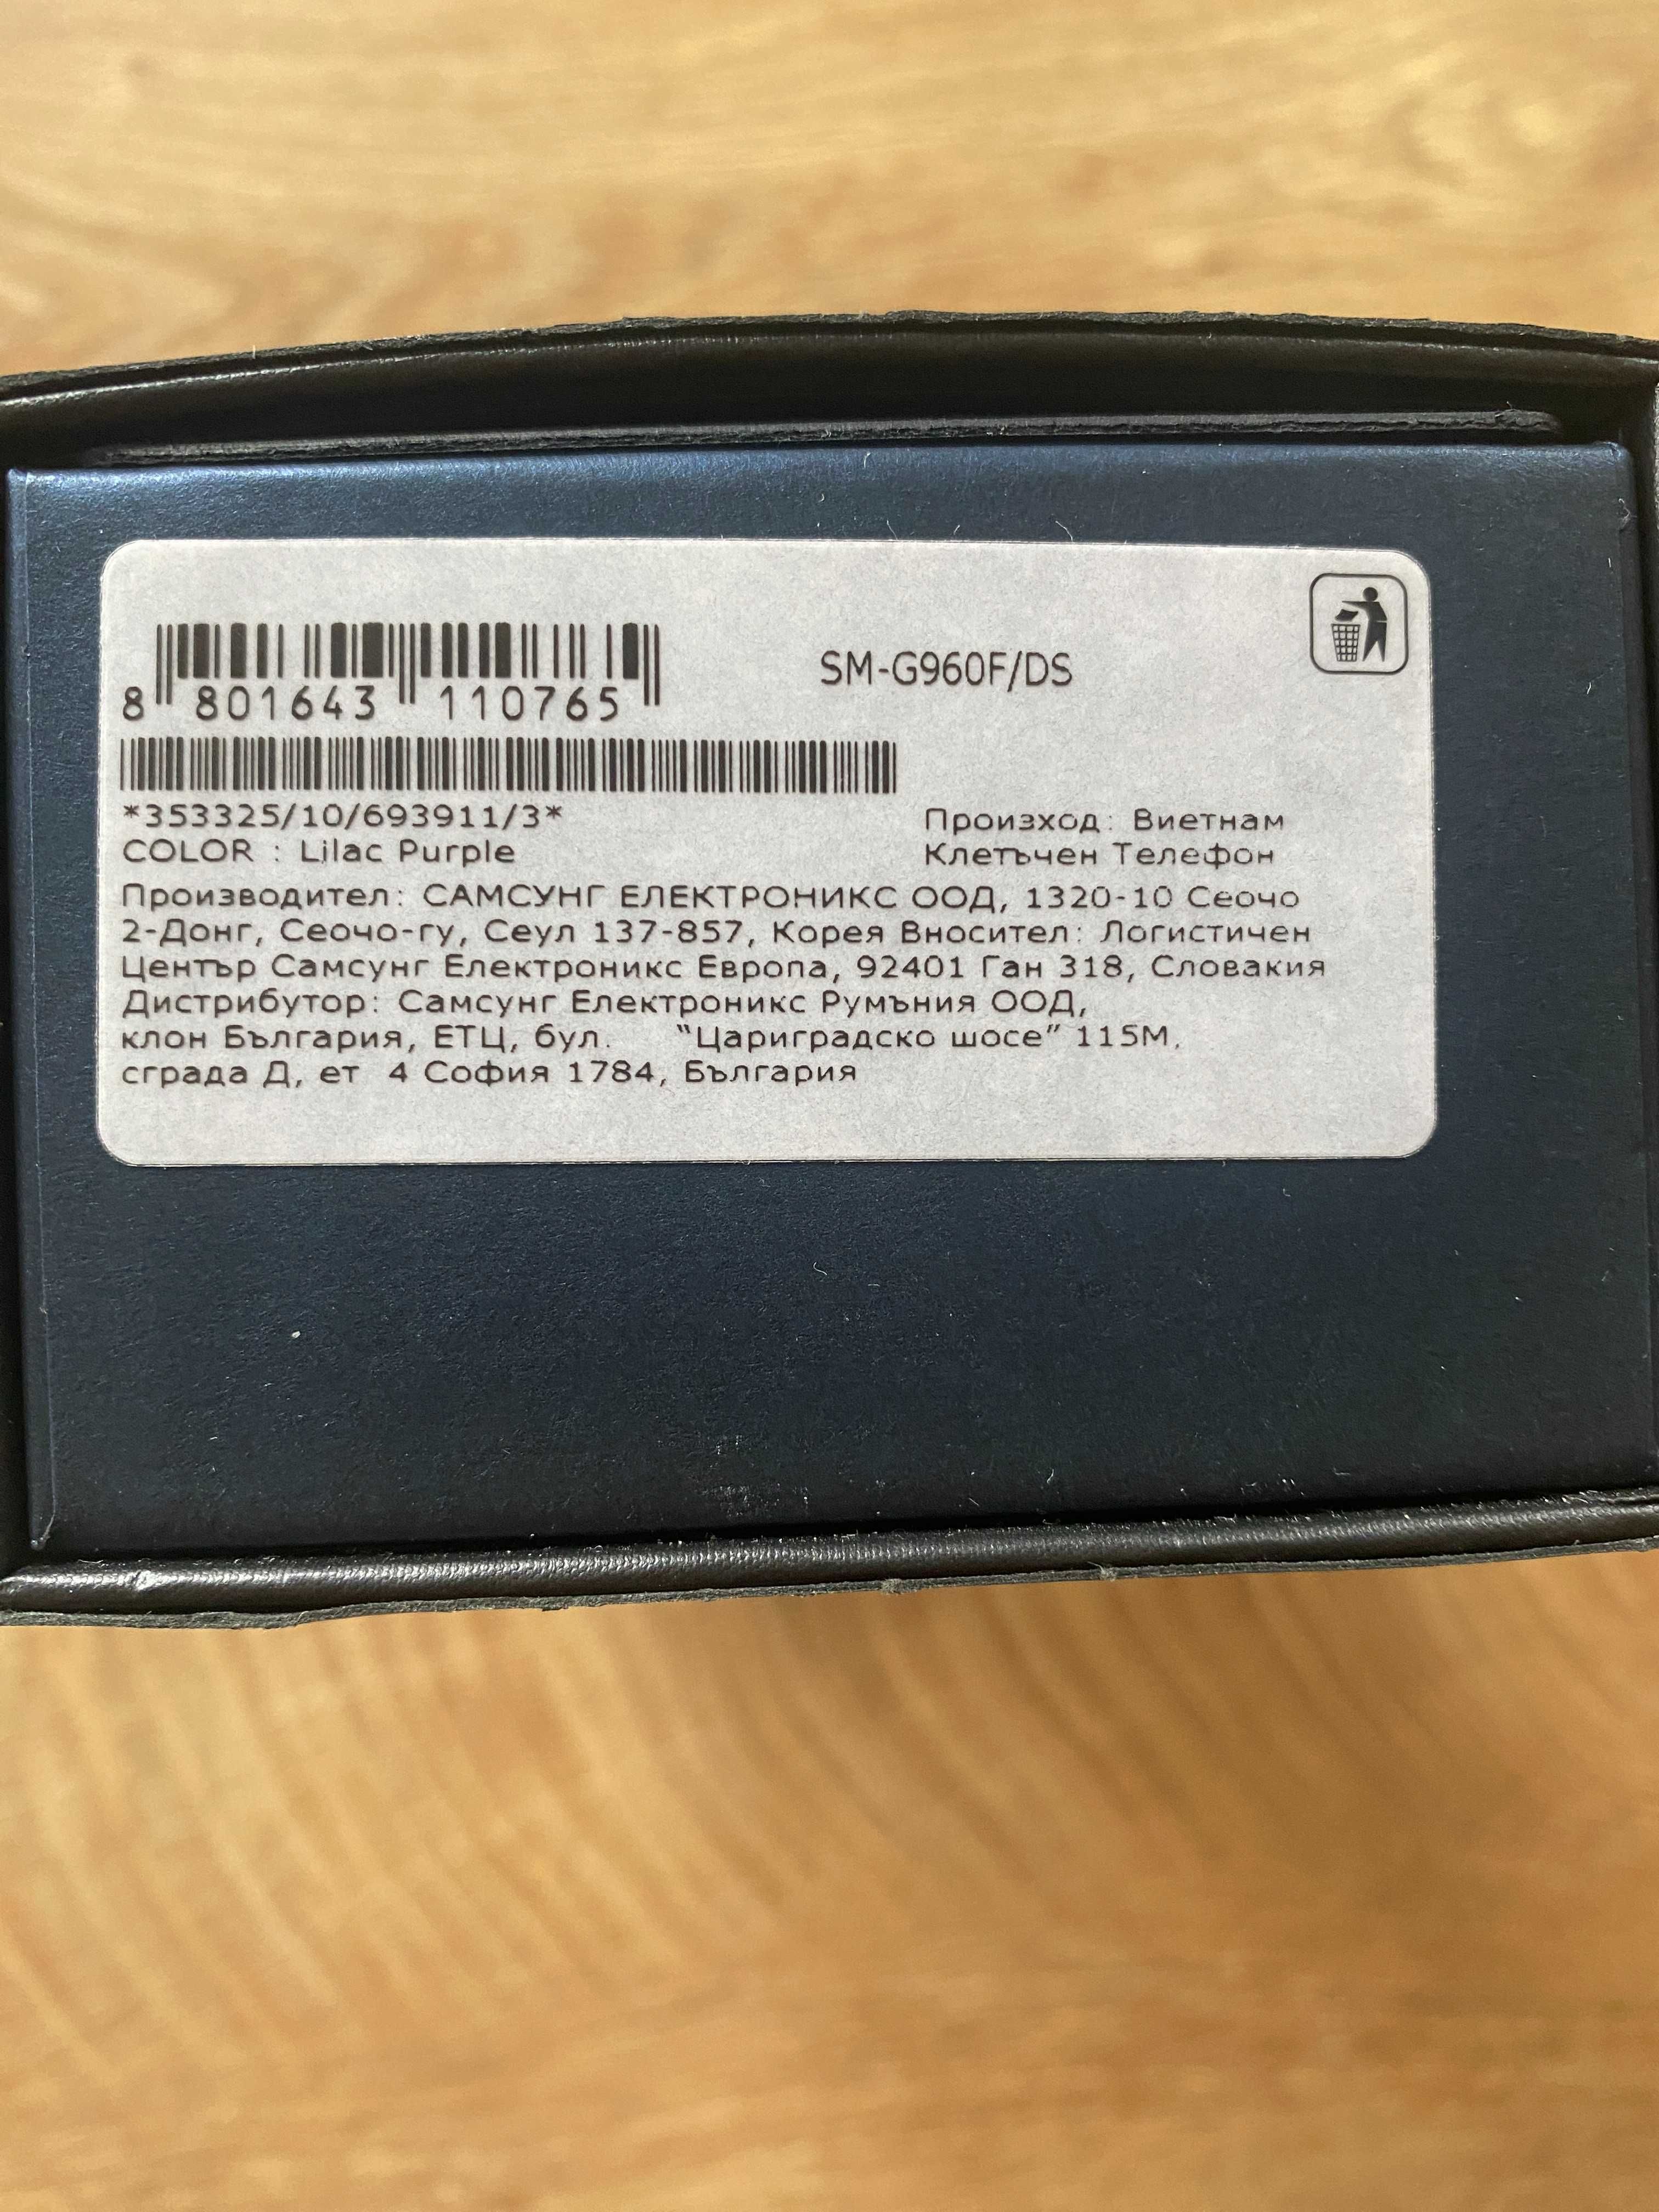 8 801643 110765
SM-G960F/DS
*353325/10/693911/3*
COLOR : Lilac Purple
Произход: Виетнам
Клетъчен Телефон
Производител: САМСУНГ ЕЛЕКТРОНИКС ООД, 1320-10 Сеочо
2-Донг, Сеочо-гу, Сеул 137-857, Корея Вносител: Логистичен
Център Самсунг Електроникс Европа, 92401 Ган 318, Словакия
Дистрибутор: Самсунг Електроникс Румъния ООД,
клон България, ЕТЦ, бул. “Цариградско шосе” 115М,
сграда Д, ет 4 София 1784, България